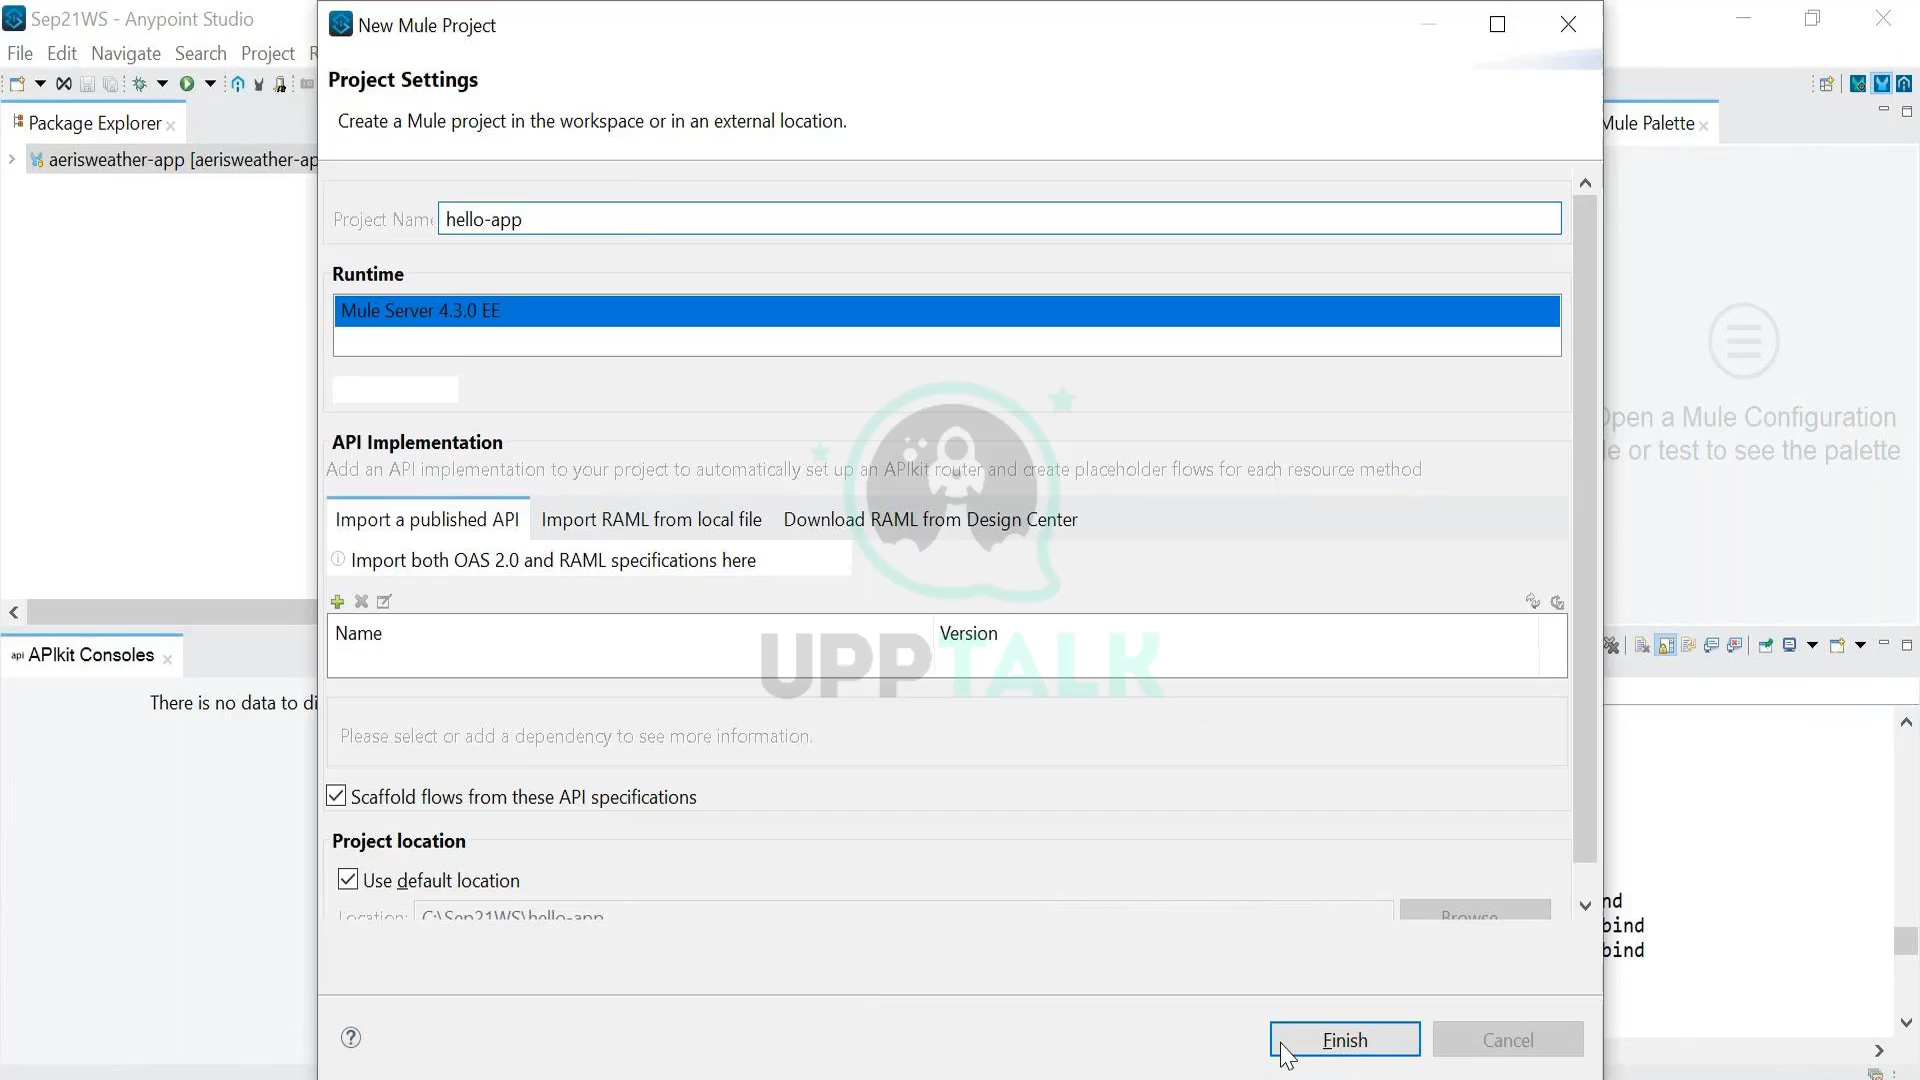 Sep21WS - Anypoint Studio
File Edit Navigate Search Project R
Package Explorer
aerisweather-app [aerisweather-ap
api APIkit Consoles
There is no data to di
New Mule Project
Project Settings
Create a Mule project in the workspace or in an external location.
Project Name
hello-app
Runtime
Mule Server 4.3.0 EE
API Implementation
Add an API implementation to your project to automatically set up an APIkit router and create placeholder flows for each resource method
Import a published API Import RAML from local file Download RAML from Design Center
Import both OAS 2.0 and RAML specifications here
Name Version
UPPTALK
Please select or add a dependency to see more information.
Scaffold flows from these API specifications
Project location
Use default location
Location: C:\Sep21WS\hello-app Browse
Finish Cancel
Mule Palette
Open a Mule Configuration
le or test to see the palette
nd
bind
bind